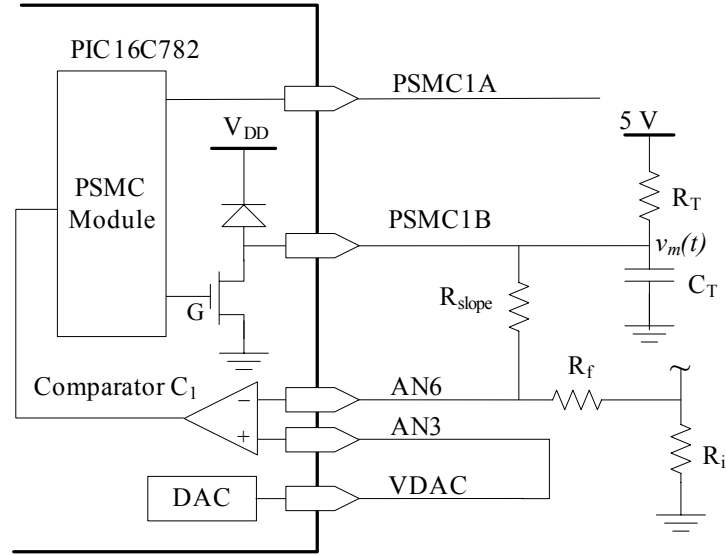 PIC16C782
PSMC1A
V_DD
5 V
PSMC
Module
R_T
PSMC1B
v_m(t)
C_T
R_slope
G
R_f
Comparator C_1
AN6
−
AN3
+
R_i
DAC
VDAC